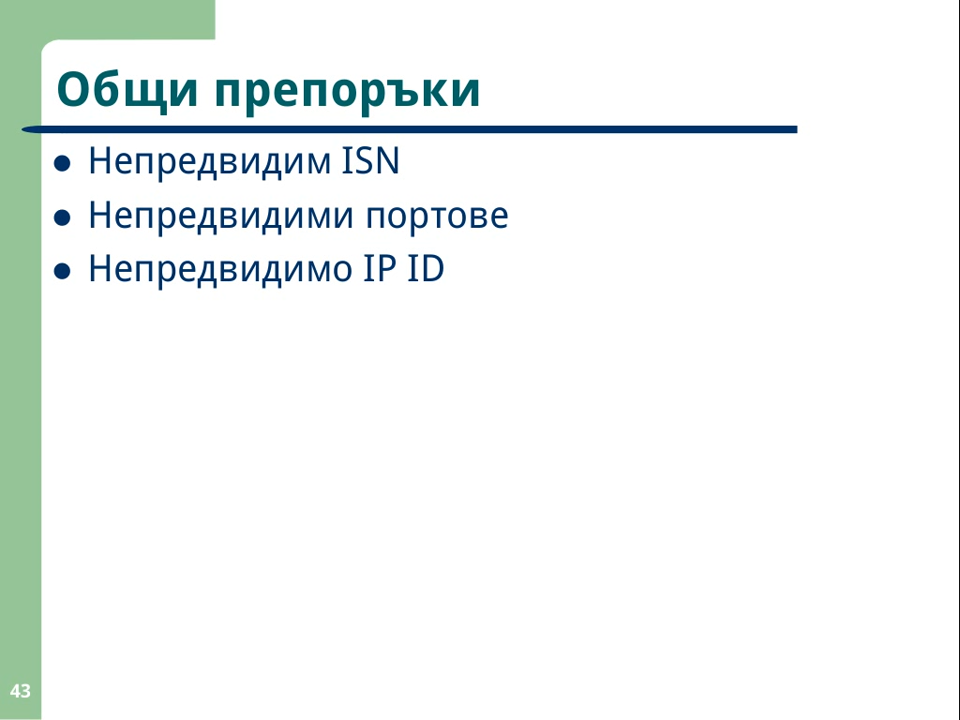 Общи препоръки
Непредвидим ISN
Непредвидими портове
Непредвидимо IP ID
43